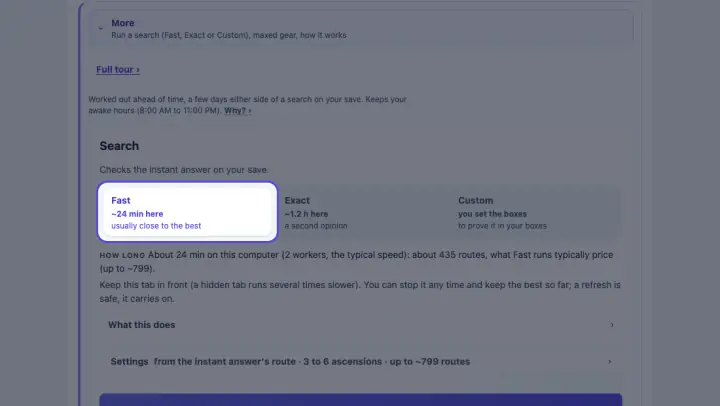 More
Run a search (Fast, Exact or Custom), maxed gear, how it works
Full tour ›
Worked out ahead of time, a few days either side of a search on your save. Keeps your
awake hours (8:00 AM to 11:00 PM). Why? ›
Search
Checks the instant answer on your save.
Fast
~24 min here
usually close to the best
Exact
~1.2 h here
a second opinion
Custom
you set the boxes
to prove it in your boxes
HOW LONG About 24 min on this computer (2 workers, the typical speed): about 435 routes, what Fast runs typically price
(up to ~799).
Keep this tab in front (a hidden tab runs several times slower). You can stop it any time and keep the best so far; a refresh is
safe, it carries on.
What this does
Settings from the instant answer's route · 3 to 6 ascensions · up to ~799 routes